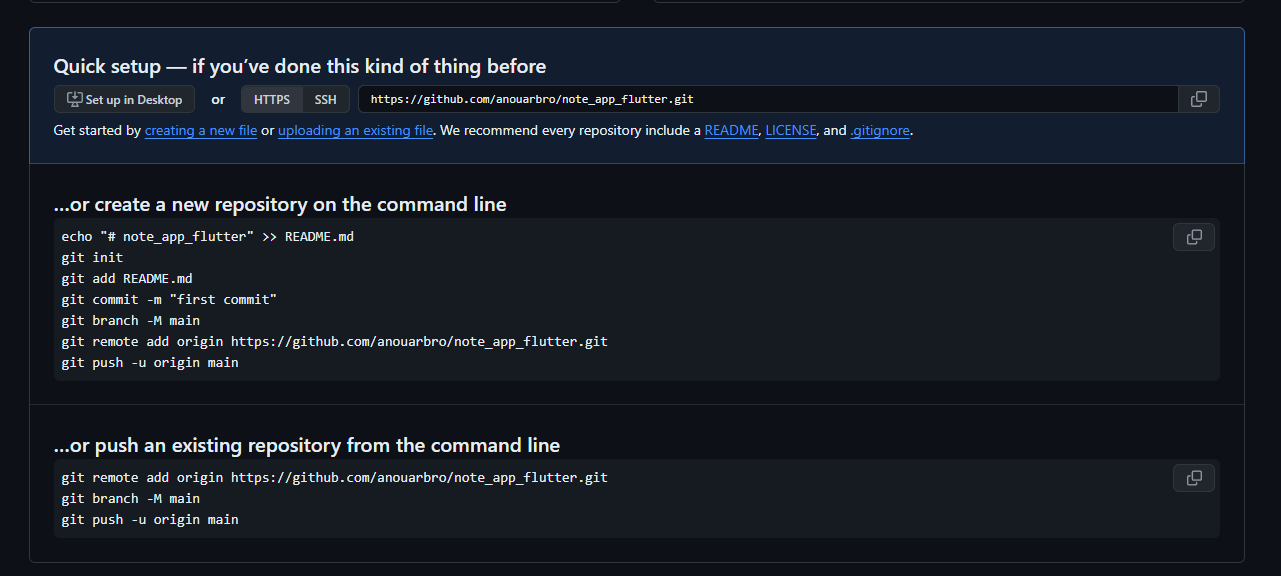 Quick setup — if you’ve done this kind of thing before
Set up in Desktop or HTTPS SSH https://github.com/anouarbro/note_app_flutter.git
Get started by creating a new file or uploading an existing file. We recommend every repository include a README, LICENSE, and .gitignore.
…or create a new repository on the command line
echo "# note_app_flutter" >> README.md
git init
git add README.md
git commit -m "first commit"
git branch -M main
git remote add origin https://github.com/anouarbro/note_app_flutter.git
git push -u origin main
…or push an existing repository from the command line
git remote add origin https://github.com/anouarbro/note_app_flutter.git
git branch -M main
git push -u origin main